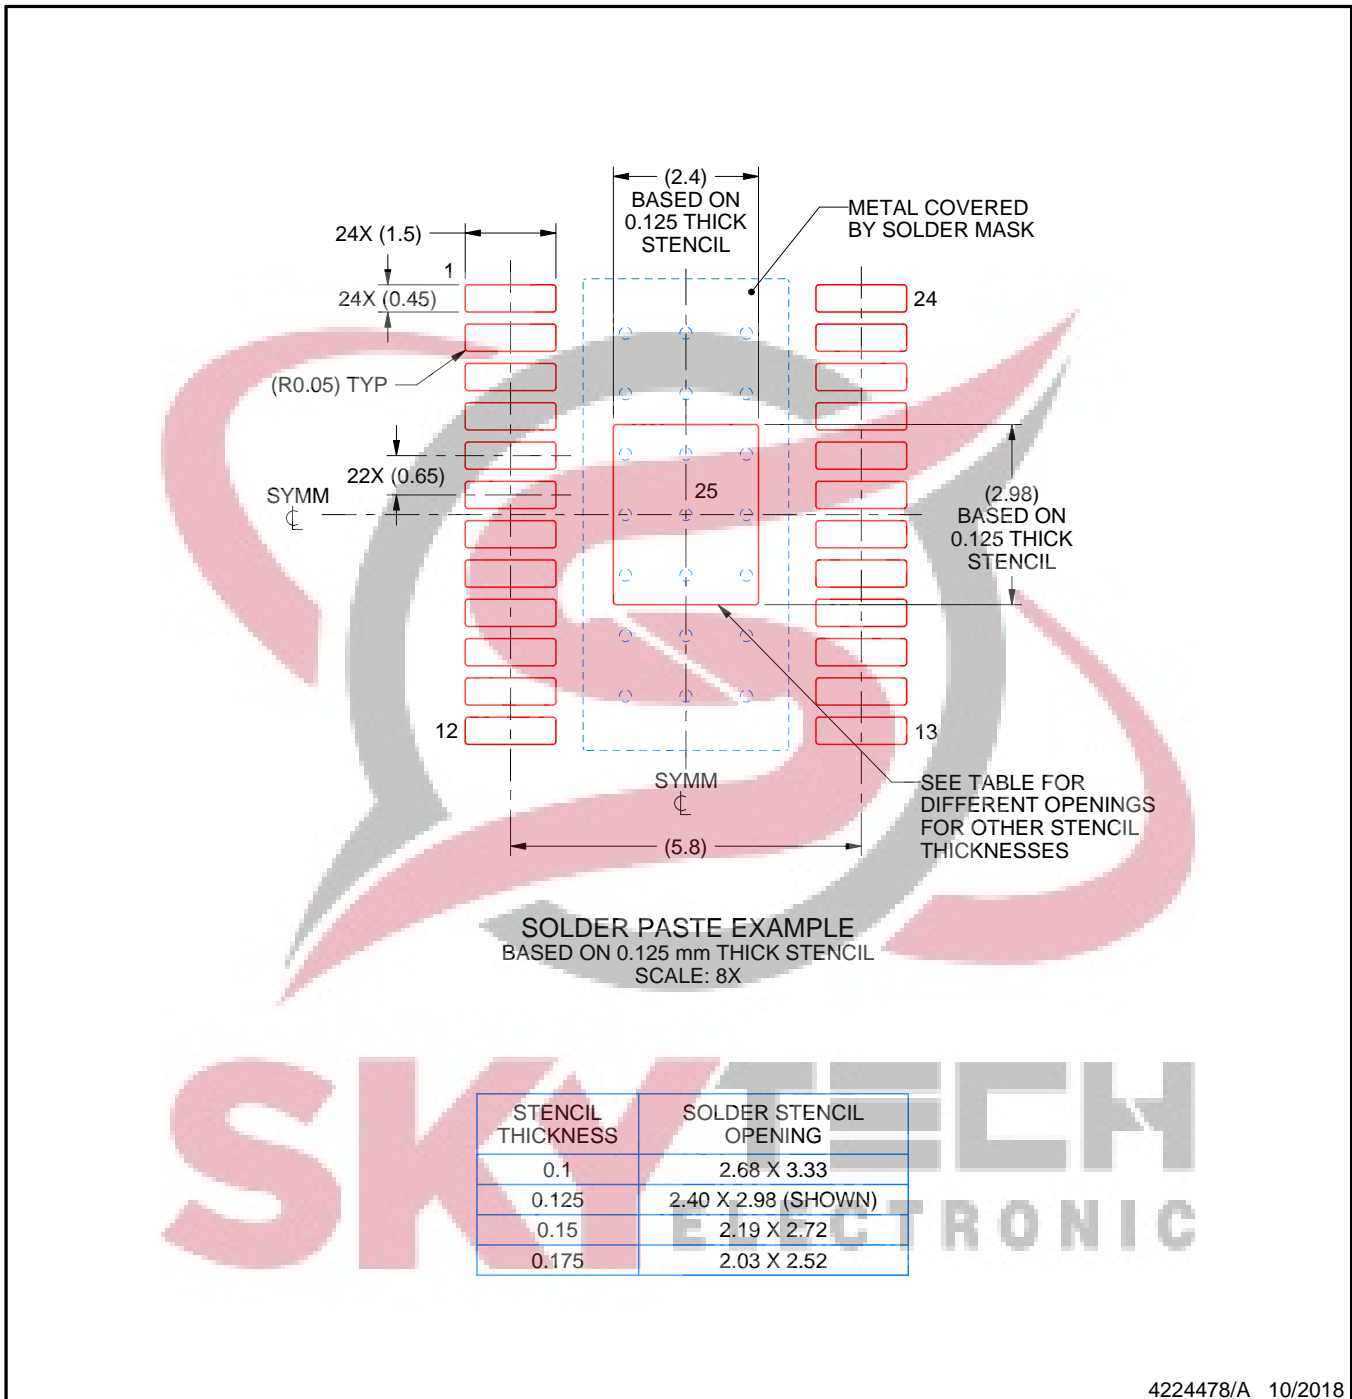 (2.4)
BASED ON
0.125 THICK
STENCIL
METAL COVERED
BY SOLDER MASK
24X (1.5)
1
24X (0.45)
24
(R0.05) TYP
22X (0.65)
SYMM
CL
25
(2.98)
BASED ON
0.125 THICK
STENCIL
12
13
SYMM
CL
SEE TABLE FOR
DIFFERENT OPENINGS
FOR OTHER STENCIL
THICKNESSES
(5.8)
SOLDER PASTE EXAMPLE
BASED ON 0.125 mm THICK STENCIL
SCALE: 8X
SKYTECH
ELECTRONIC
STENCIL THICKNESS SOLDER STENCIL OPENING
0.1 2.68 X 3.33
0.125 2.40 X 2.98 (SHOWN)
0.15 2.19 X 2.72
0.175 2.03 X 2.52
4224478/A 10/2018